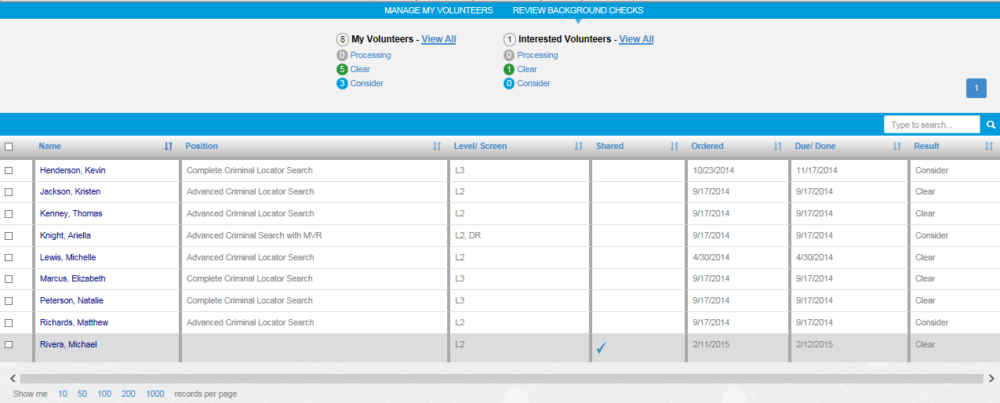 MANAGE MY VOLUNTEERS REVIEW BACKGROUND CHECKS
8 My Volunteers - View All
0 Processing
5 Clear
3 Consider
1 Interested Volunteers - View All
0 Processing
1 Clear
0 Consider
1
Type to search...
Name Position Level/ Screen Shared Ordered Due/ Done Result
Henderson, Kevin Complete Criminal Locator Search L3 10/23/2014 11/17/2014 Consider
Jackson, Kristen Advanced Criminal Locator Search L2 9/17/2014 9/17/2014 Clear
Kenney, Thomas Advanced Criminal Locator Search L2 9/17/2014 9/17/2014 Clear
Knight, Ariella Advanced Criminal Search with MVR L2, DR 9/17/2014 9/17/2014 Consider
Lewis, Michelle Advanced Criminal Locator Search L2 4/30/2014 4/30/2014 Clear
Marcus, Elizabeth Complete Criminal Locator Search L3 9/17/2014 9/17/2014 Clear
Peterson, Natalie Complete Criminal Locator Search L3 9/17/2014 9/17/2014 Clear
Richards, Matthew Advanced Criminal Locator Search L2 9/17/2014 9/17/2014 Consider
Rivera, Michael L2 ✓ 2/11/2015 2/12/2015 Clear
Show me 10 50 100 200 1000 records per page